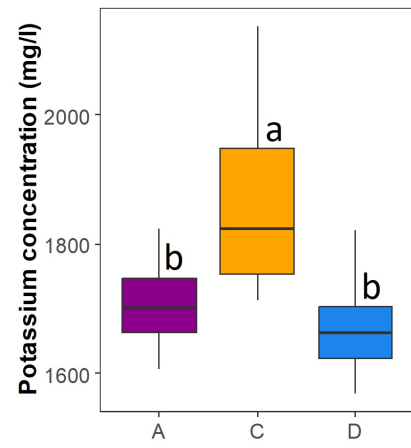 Potassium concentration (mg/l)
2000
1800
1600
b
a
b
A C D